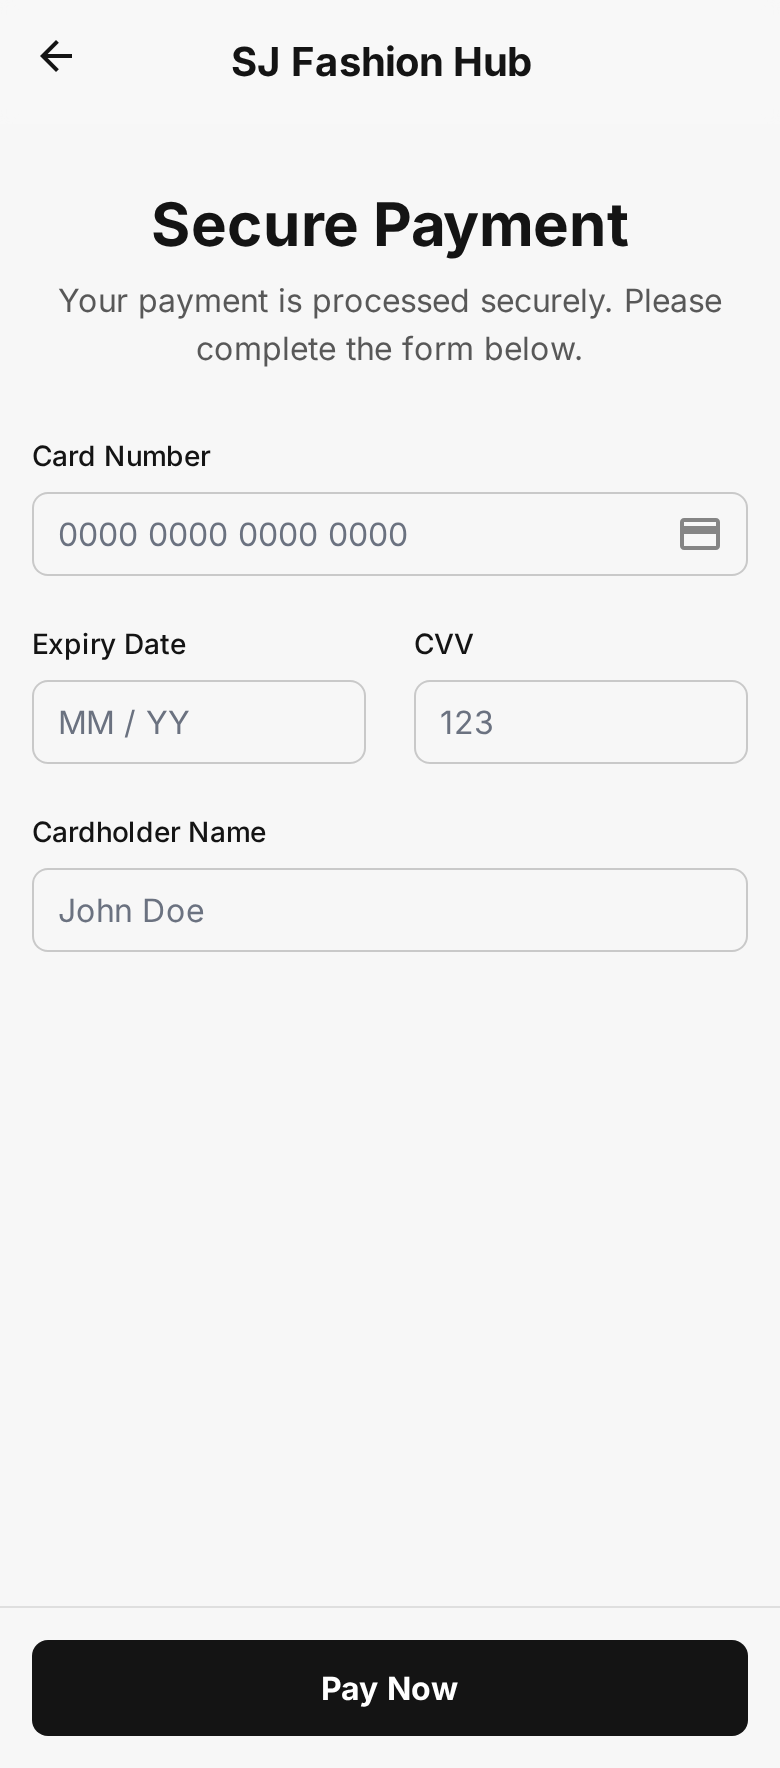 SJ Fashion Hub
Secure Payment
Your payment is processed securely. Please
complete the form below.
Card Number
0000 0000 0000 0000
Expiry Date
CVV
MM / YY
123
Cardholder Name
John Doe
Pay Now